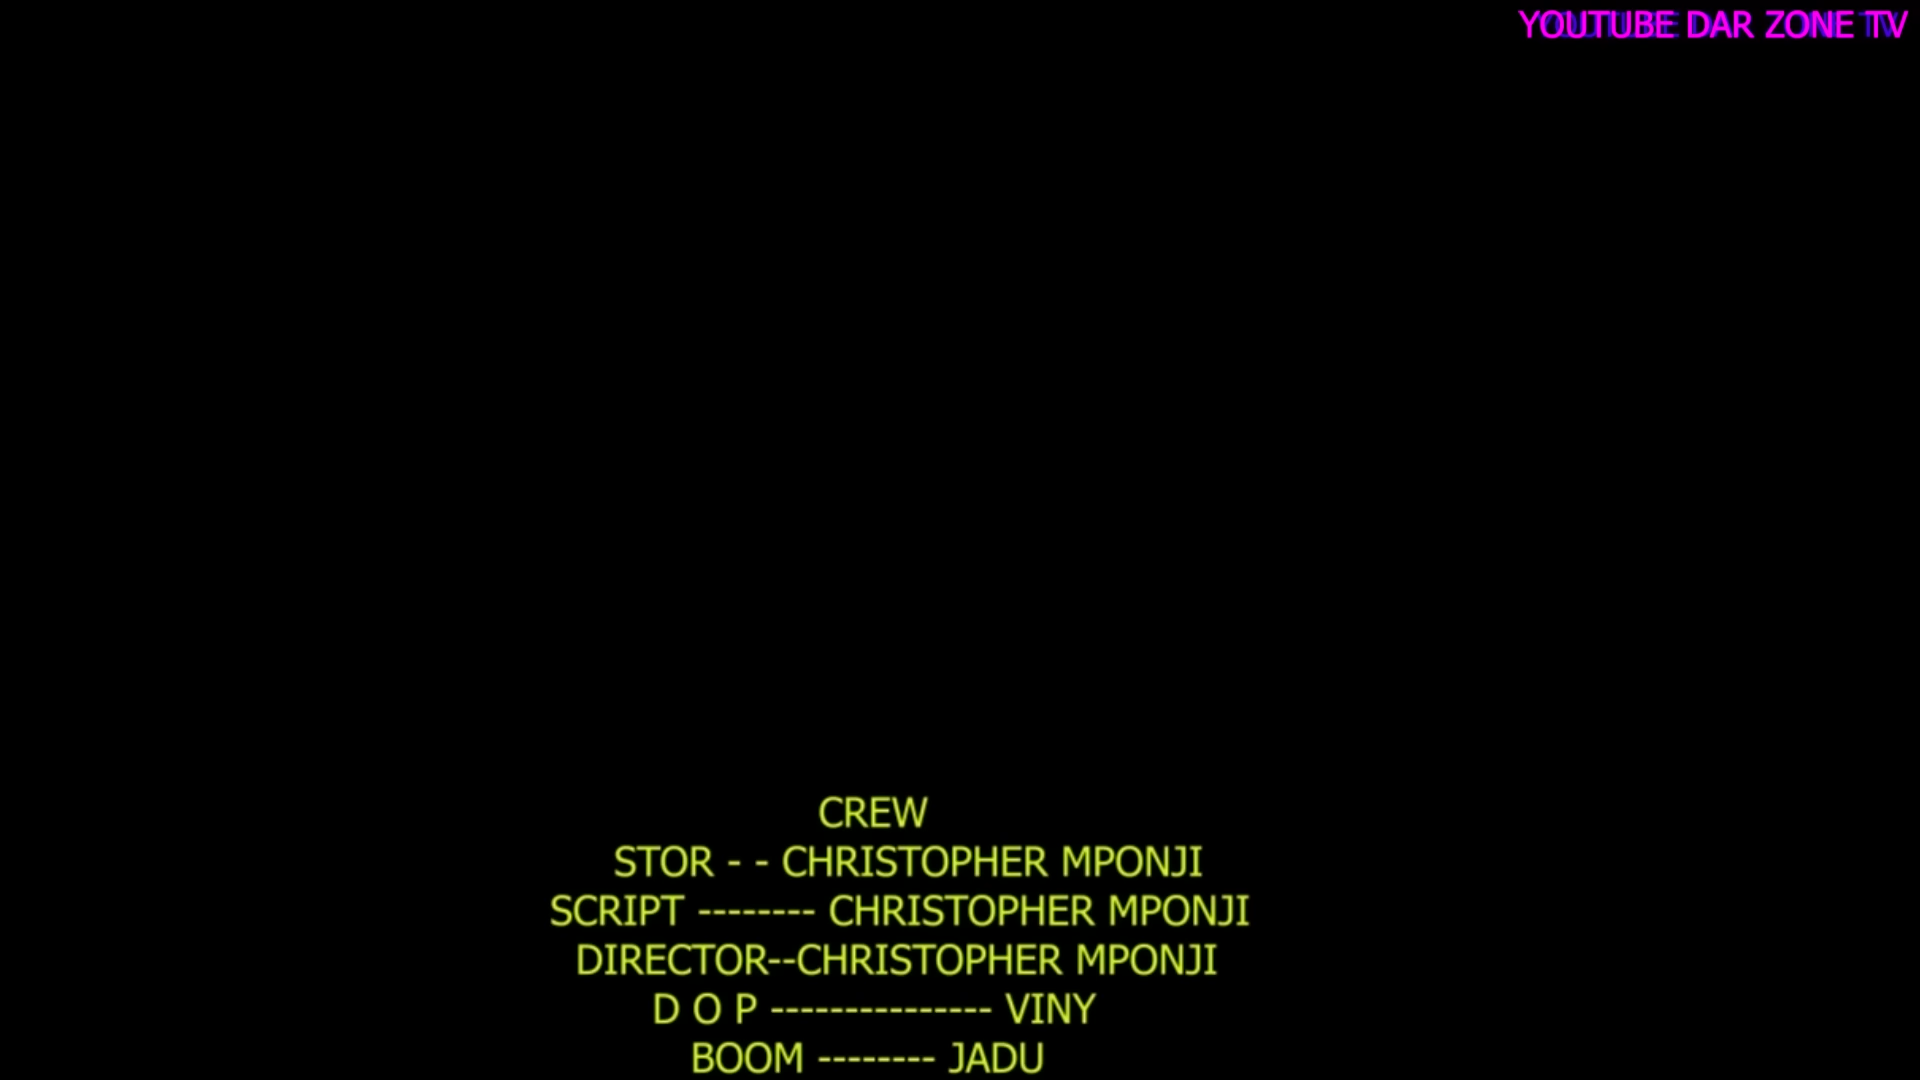 YOUTUBE DAR ZONE TV
CREW
STOR - - CHRISTOPHER MPONJI
SCRIPT -------- CHRISTOPHER MPONJI
DIRECTOR--CHRISTOPHER MPONJI
D O P --------------- VINY
BOOM -------- JADU